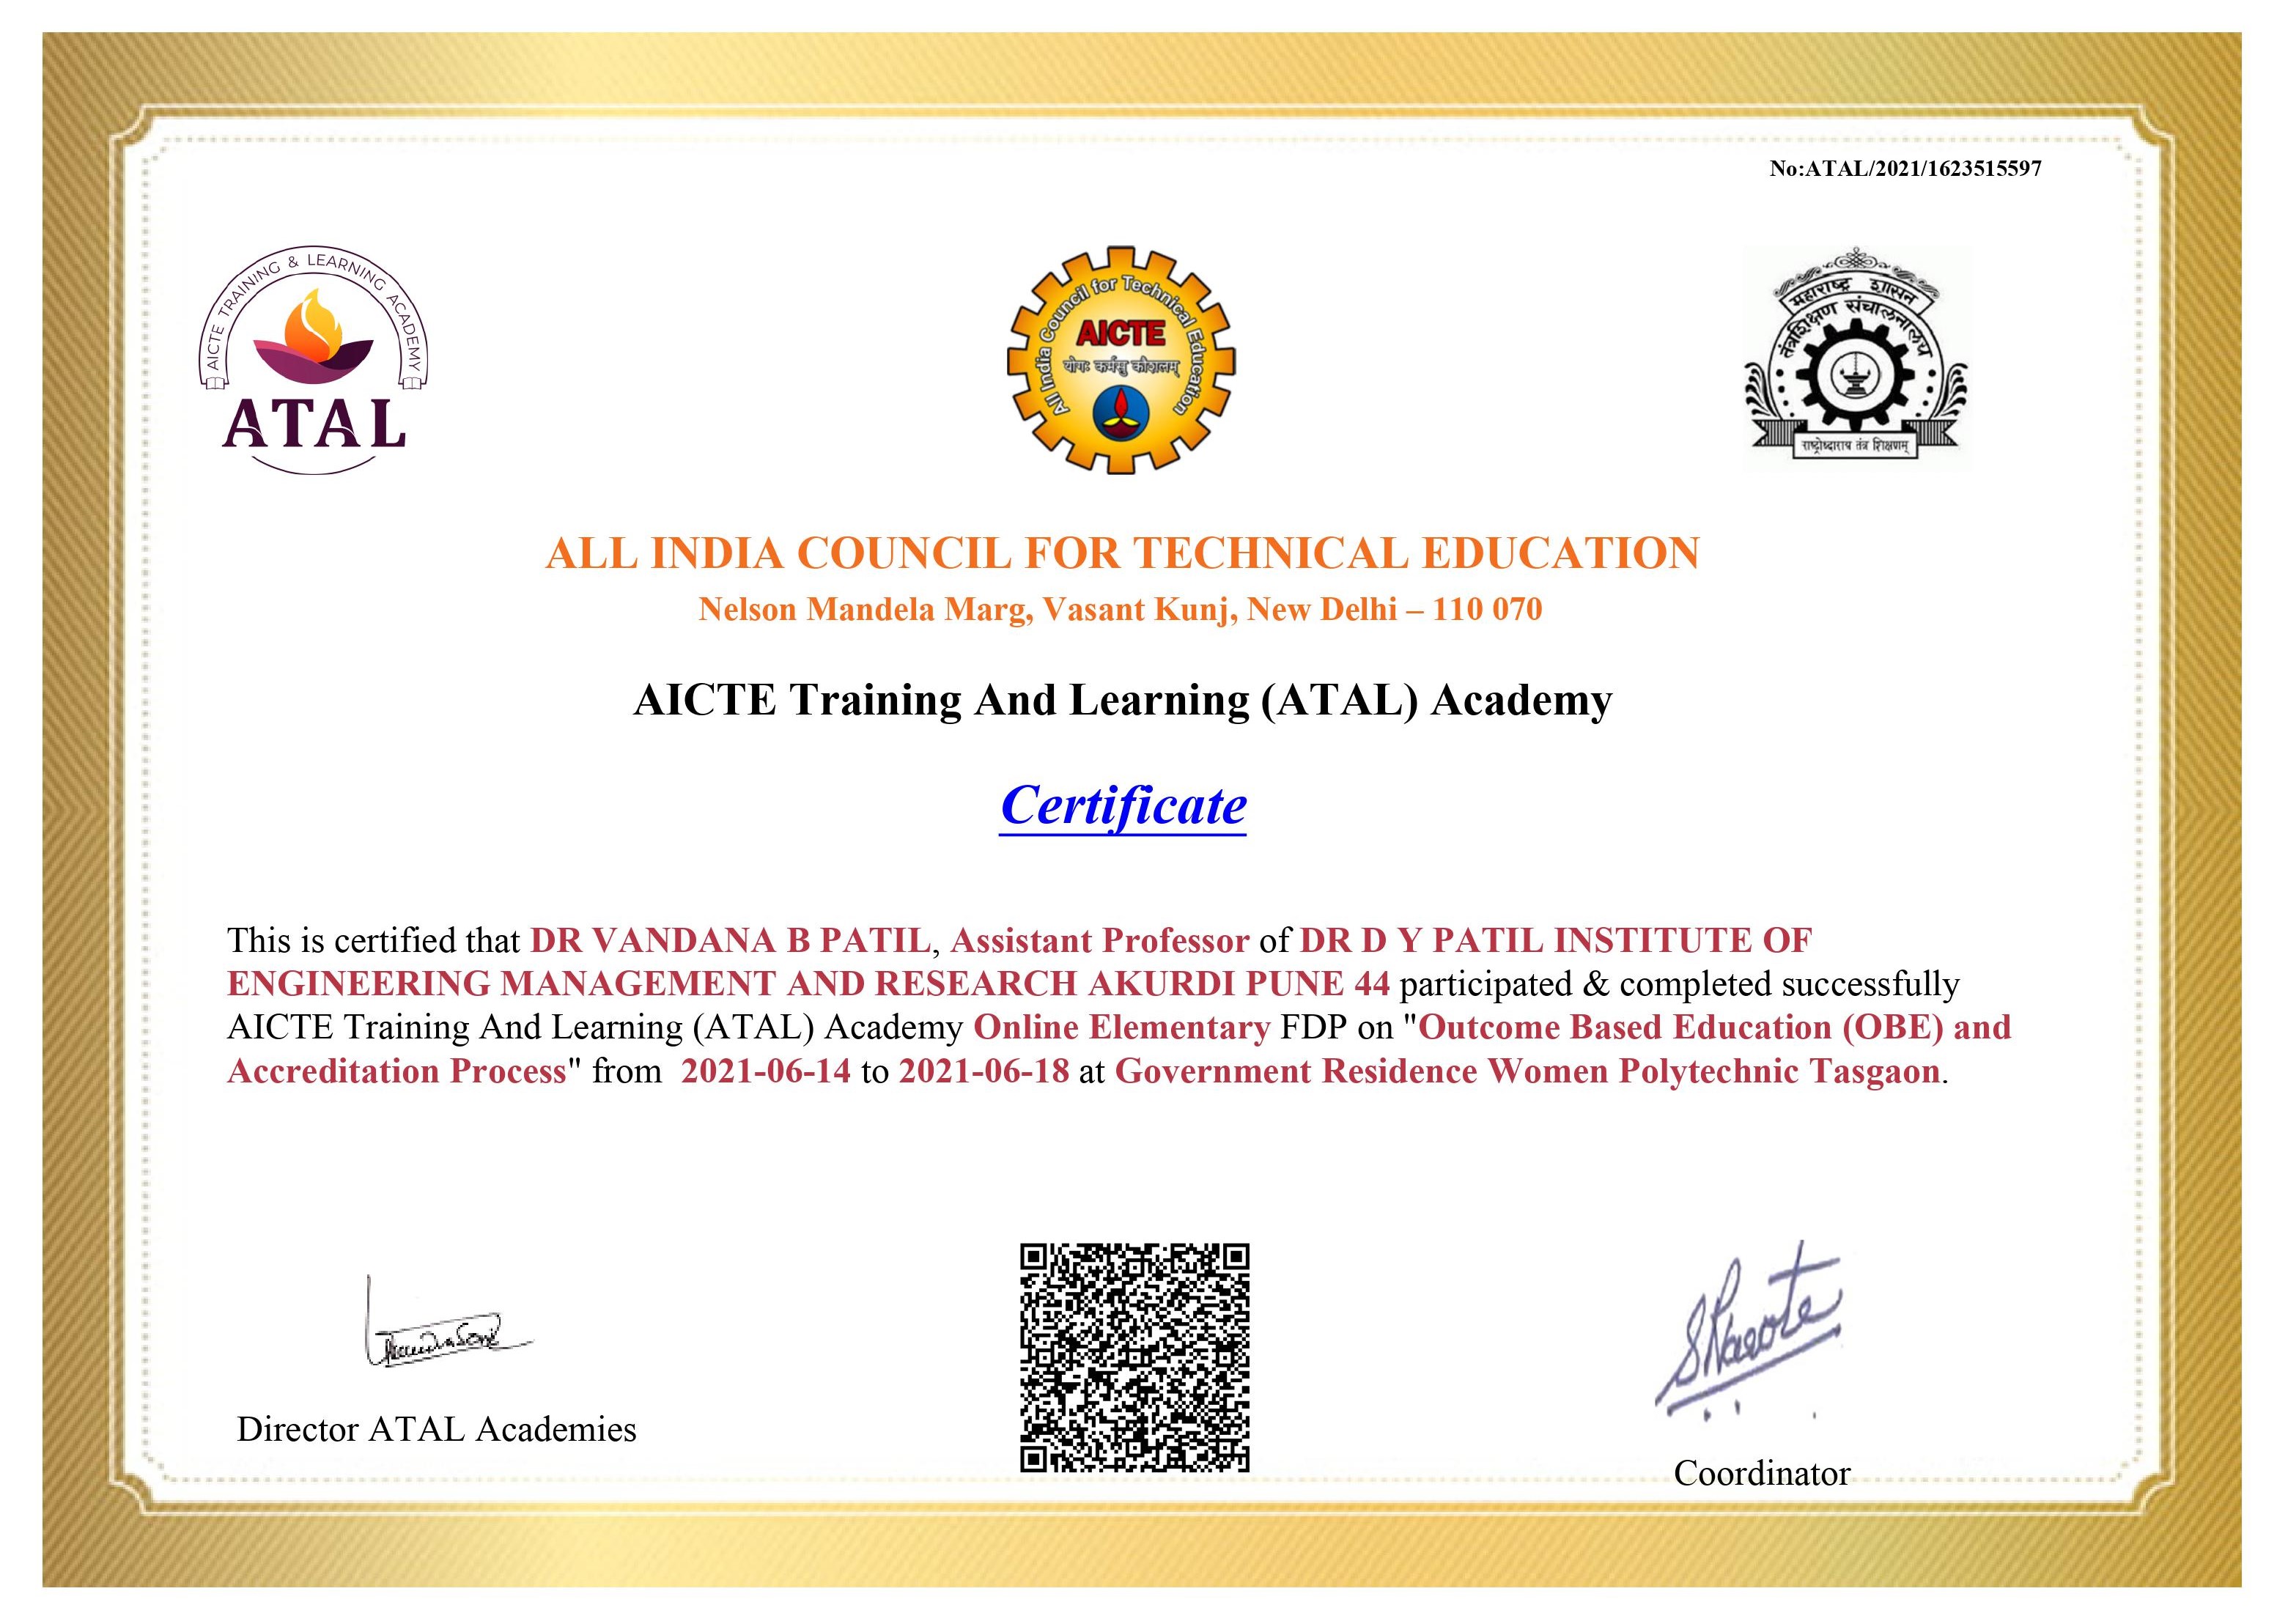 No:ATAL/2021/1623515597
AICTE TRAINING & LEARNING ACADEMY
ATAL
All India Council for Technical Education
AICTE
योगः कर्मसु कौशलम्
महाराष्ट्र शासन
तंत्रशिक्षण संचालनालय
राष्ट्रोध्दाराय तंत्र शिक्षणम्
ALL INDIA COUNCIL FOR TECHNICAL EDUCATION
Nelson Mandela Marg, Vasant Kunj, New Delhi – 110 070
AICTE Training And Learning (ATAL) Academy
Certificate
This is certified that DR VANDANA B PATIL, Assistant Professor of DR D Y PATIL INSTITUTE OF
ENGINEERING MANAGEMENT AND RESEARCH AKURDI PUNE 44 participated & completed successfully
AICTE Training And Learning (ATAL) Academy Online Elementary FDP on "Outcome Based Education (OBE) and
Accreditation Process" from 2021-06-14 to 2021-06-18 at Government Residence Women Polytechnic Tasgaon.
Director ATAL Academies
Coordinator